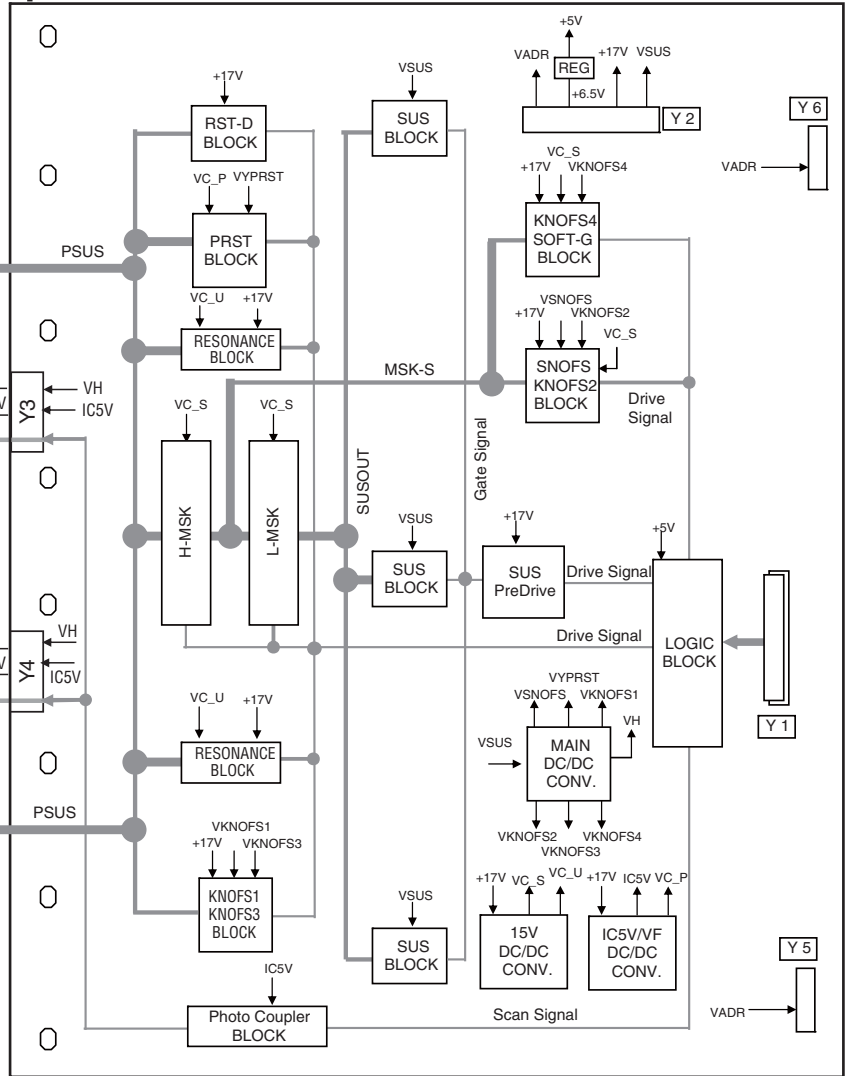 +5V
VADR
REG
+17V VSUS
+6.5V
Y 2
Y 6
VADR
+17V
RST-D
BLOCK
VSUS
SUS
BLOCK
VC_P VYPRST
PRST
BLOCK
PSUS
VC_S
+17V VKNOFS4
KNOFS4
SOFT-G
BLOCK
VC_U +17V
RESONANCE
BLOCK
VSNOFS
+17V VKNOFS2
VC_S
SNOFS
KNOFS2
BLOCK
MSK-S
Drive
Signal
V
Y3
VH
IC5V
VC_S
VC_S
H-MSK
L-MSK
SUSOUT
Gate Signal
VSUS
SUS
BLOCK
+17V
SUS
PreDrive
Drive Signal
+5V
LOGIC
BLOCK
Drive Signal
Y 1
V
Y4
VH
IC5V
VC_U +17V
RESONANCE
BLOCK
VYPRST
VSNOFS VKNOFS1
VH
VSUS
MAIN
DC/DC
CONV.
VKNOFS2 VKNOFS4
VKNOFS3
PSUS
VKNOFS1
+17V VKNOFS3
KNOFS1
KNOFS3
BLOCK
VSUS
SUS
BLOCK
+17V VC_S VC_U
15V
DC/DC
CONV.
+17V IC5V VC_P
IC5V/VF
DC/DC
CONV.
Y 5
VADR
IC5V
Photo Coupler
BLOCK
Scan Signal